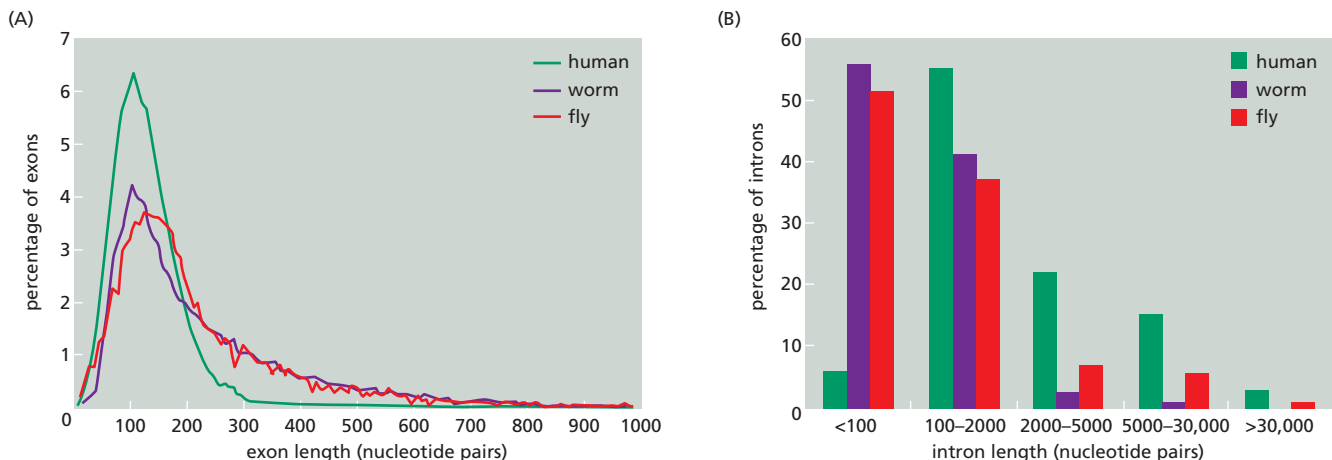 (A)
7
6
5
4
3
2
1
0
percentage of exons
human
worm
fly
100 200 300 400 500 600 700 800 900 1000
exon length (nucleotide pairs)
(B)
60
50
40
30
20
10
0
percentage of introns
human
worm
fly
<100 100–2000 2000–5000 5000–30,000 >30,000
intron length (nucleotide pairs)